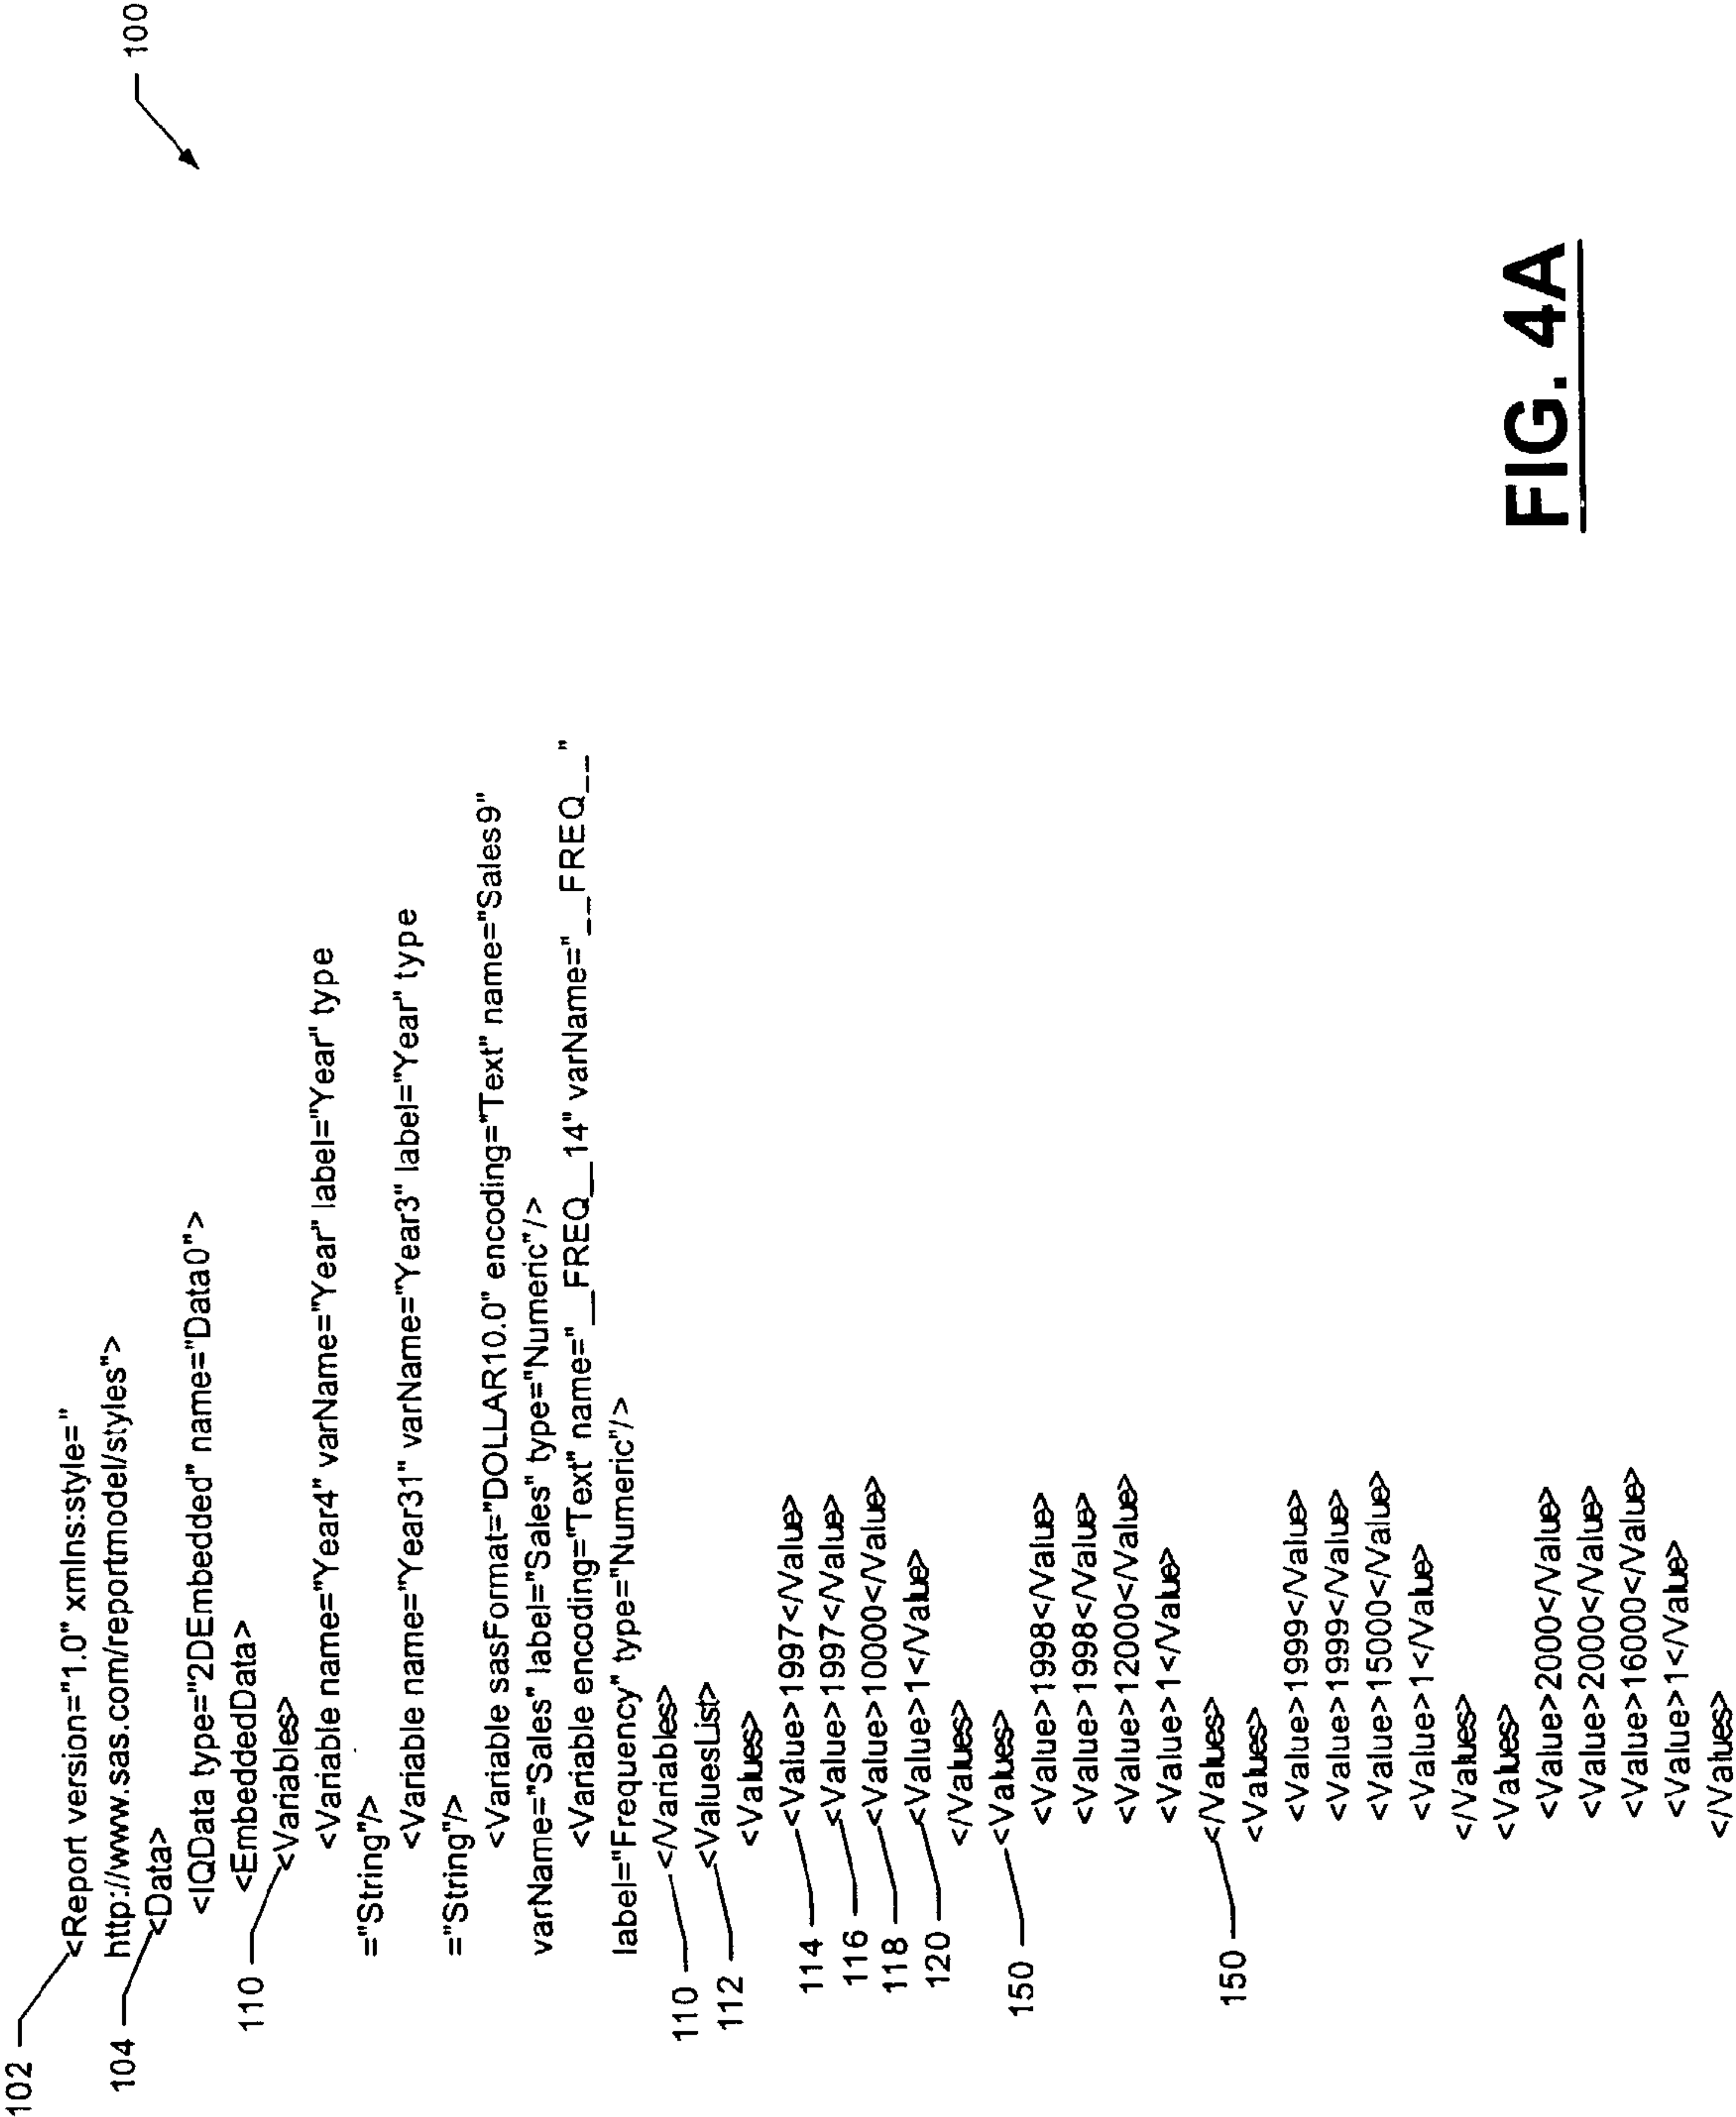 100
102
<Report version="1.0" xmlns:style="
http://www.sas.com/reportmodel/styles">
104
<Data>
<IQData type="2DEmbedded" name="Data0">
<EmbeddedData>
110
<Variables>
<Variable name="Year4" varName="Year" label="Year" type
="String"/>
<Variable name="Year31" varName="Year3" label="Year" type
="String"/>
<Variable sasFormat="DOLLAR10.0" encoding="Text" name="Sales9"
varName="Sales" label="Sales" type="Numeric"/>
<Variable encoding="Text" name="__FREQ__14" varName="__FREQ__"
label="Frequency" type="Numeric"/>
110
</Variables>
112
<ValuesList>
<Values>
114
<Value>1997</Value>
116
<Value>1997</Value>
118
<Value>10000</Value>
120
<Value>1</Value>
</Values>
150
<Values>
<Value>1998</Value>
<Value>1998</Value>
<Value>12000</Value>
<Value>1</Value>
150
</Values>
<Values>
<Value>1999</Value>
<Value>1999</Value>
<Value>15000</Value>
<Value>1</Value>
</Values>
<Values>
<Value>2000</Value>
<Value>2000</Value>
<Value>16000</Value>
<Value>1</Value>
</Values>
FIG. 4A